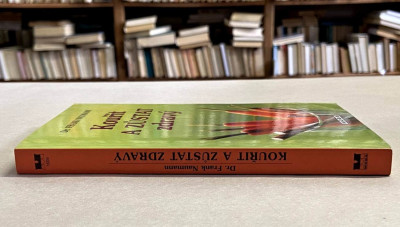 Kouřit
A ZŮSTAT
zdravý
Dr. Frank Naumann
KOUŘIT A ZŮSTAT ZDRAVÝ